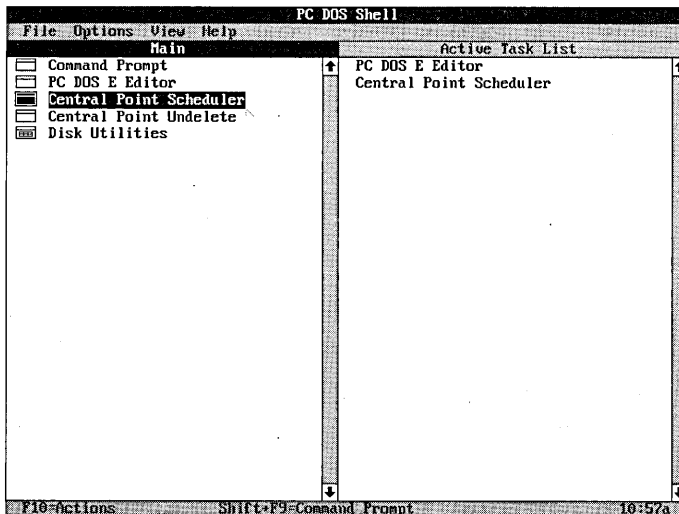 PC DOS Shell
File Options View Help
Main
Command Prompt
PC DOS E Editor
Central Point Scheduler
Central Point Undelete
Disk Utilities
Active Task List
PC DOS E Editor
Central Point Scheduler
F10=Actions Shift+F9=Command Prompt 10:57a